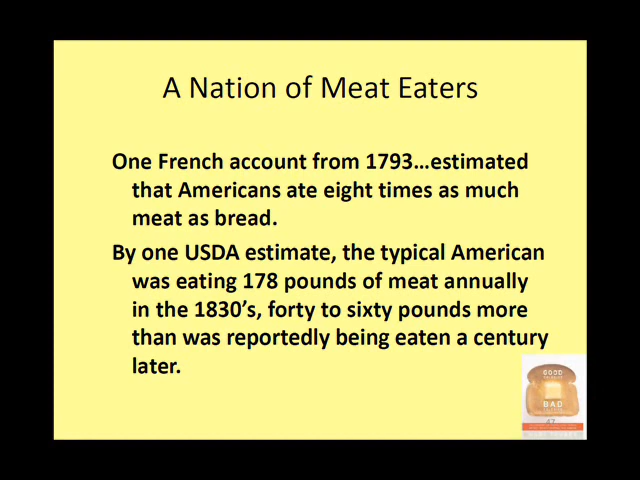 A Nation of Meat Eaters
One French account from 1793…estimated
that Americans ate eight times as much
meat as bread.
By one USDA estimate, the typical American
was eating 178 pounds of meat annually
in the 1830’s, forty to sixty pounds more
than was reportedly being eaten a century
later.
GOOD
BAD
47